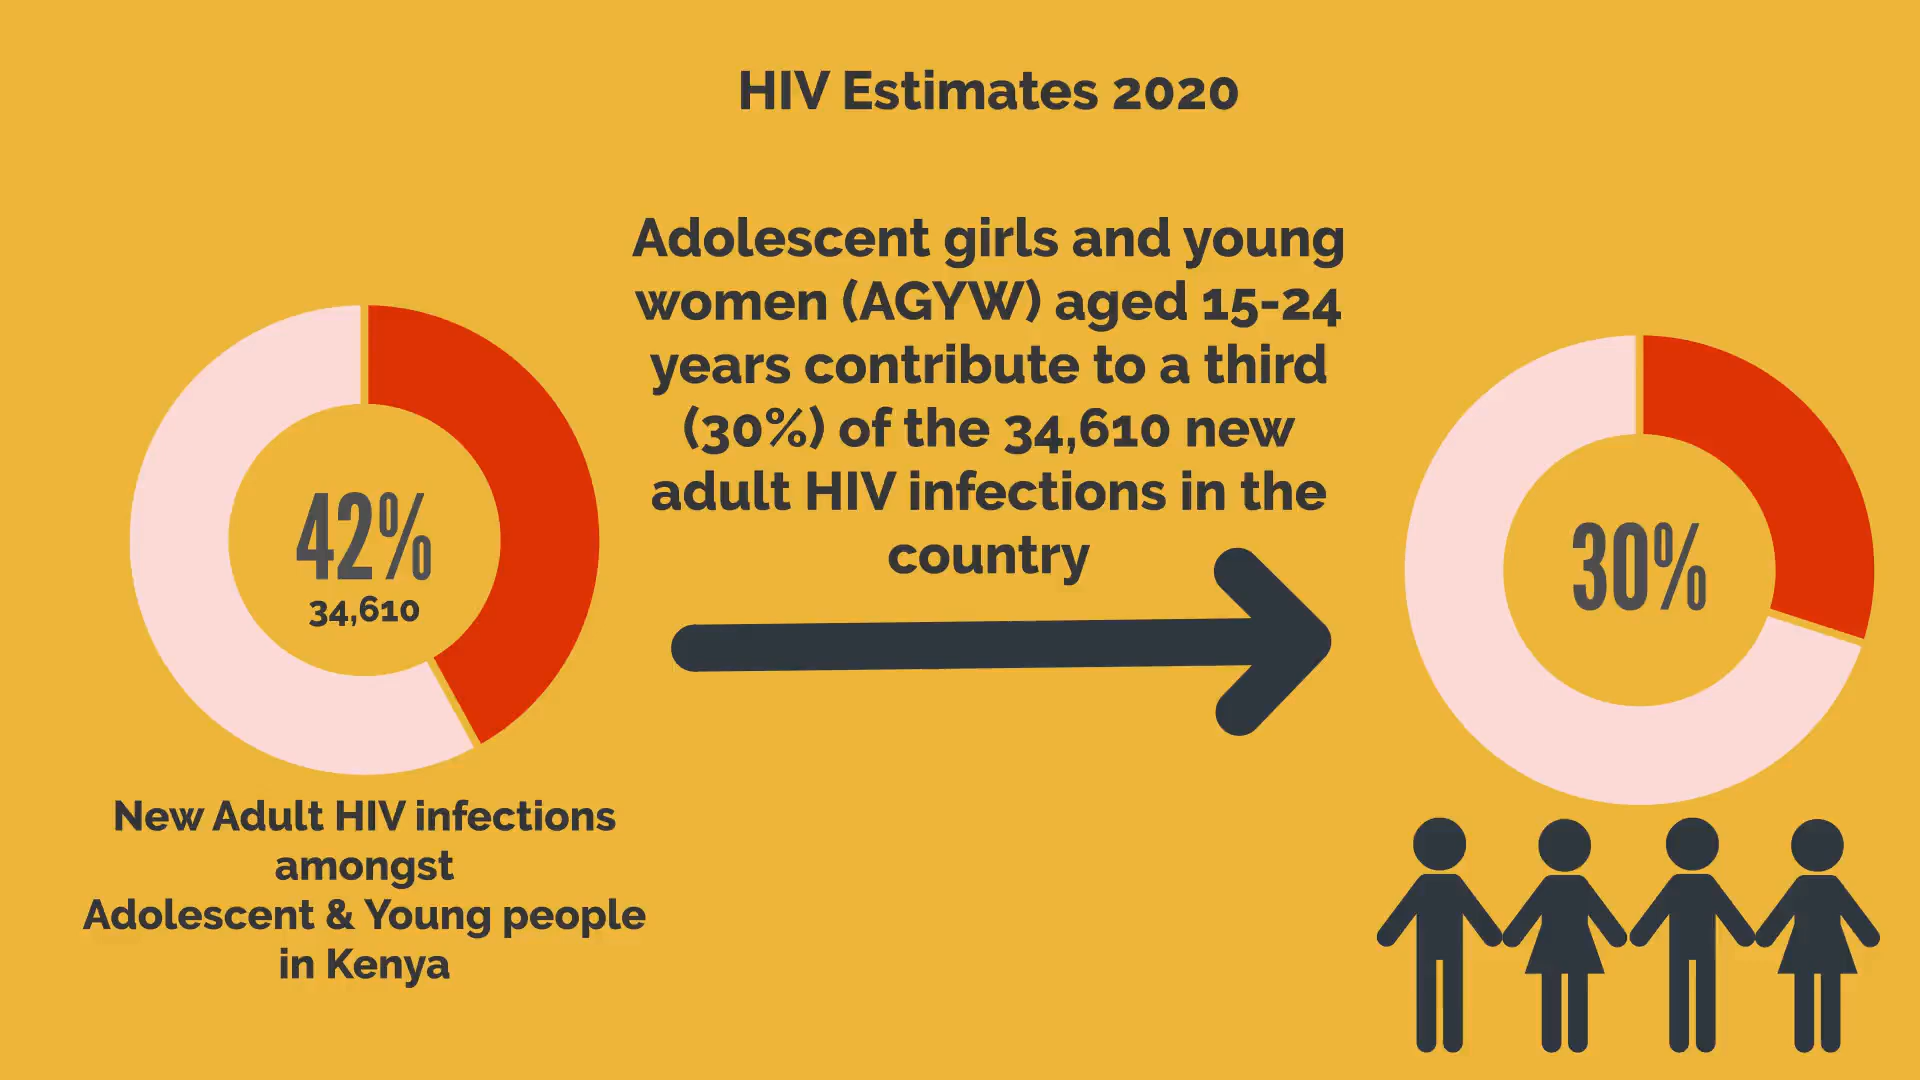 HIV Estimates 2020
Adolescent girls and young
women (AGYW) aged 15-24
years contribute to a third
(30%) of the 34,610 new
adult HIV infections in the
country
42%
34,610
New Adult HIV infections
amongst
Adolescent & Young people
in Kenya
30%